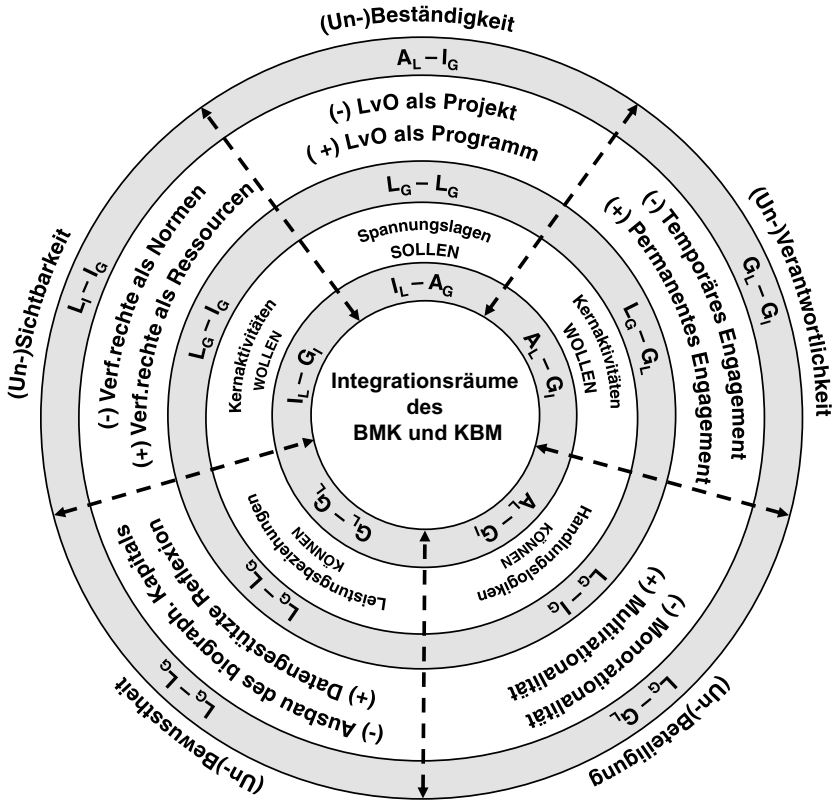 (Un-)Beständigkeit
A_L – I_G
(-) LvO als Projekt
( +) LvO als Programm
L_G – L_G
Spannungslagen
SOLLEN
I_L – A_G
(Un-)Verantwortlichkeit
G_L – G_I
(-) Temporäres Engagement
(+) Permanentes Engagement
L_G – G_L
Kernaktivitäten
WOLLEN
A_L – G_I
(Un-)Beteiligung
L_G – G_L
(-) Monorationalität
(+) Multirationalität
L_G – I_G
Handlungslogiken
KÖNNEN
A_L – G_I
(Un-)Bewusstheit
L_G – L_G
(-) Ausbau des biograph. Kapitals
(+) Datengestützte Reflexion
L_G – L_G
Leistungsbeziehungen
KÖNNEN
G_L – G_L
(Un-)Sichtbarkeit
L_I – I_G
(-) Verf.rechte als Normen
(+) Verf.rechte als Ressourcen
L_G – I_G
Kernaktivitäten
WOLLEN
I_L – G_I
Integrationsräume
des
BMK und KBM